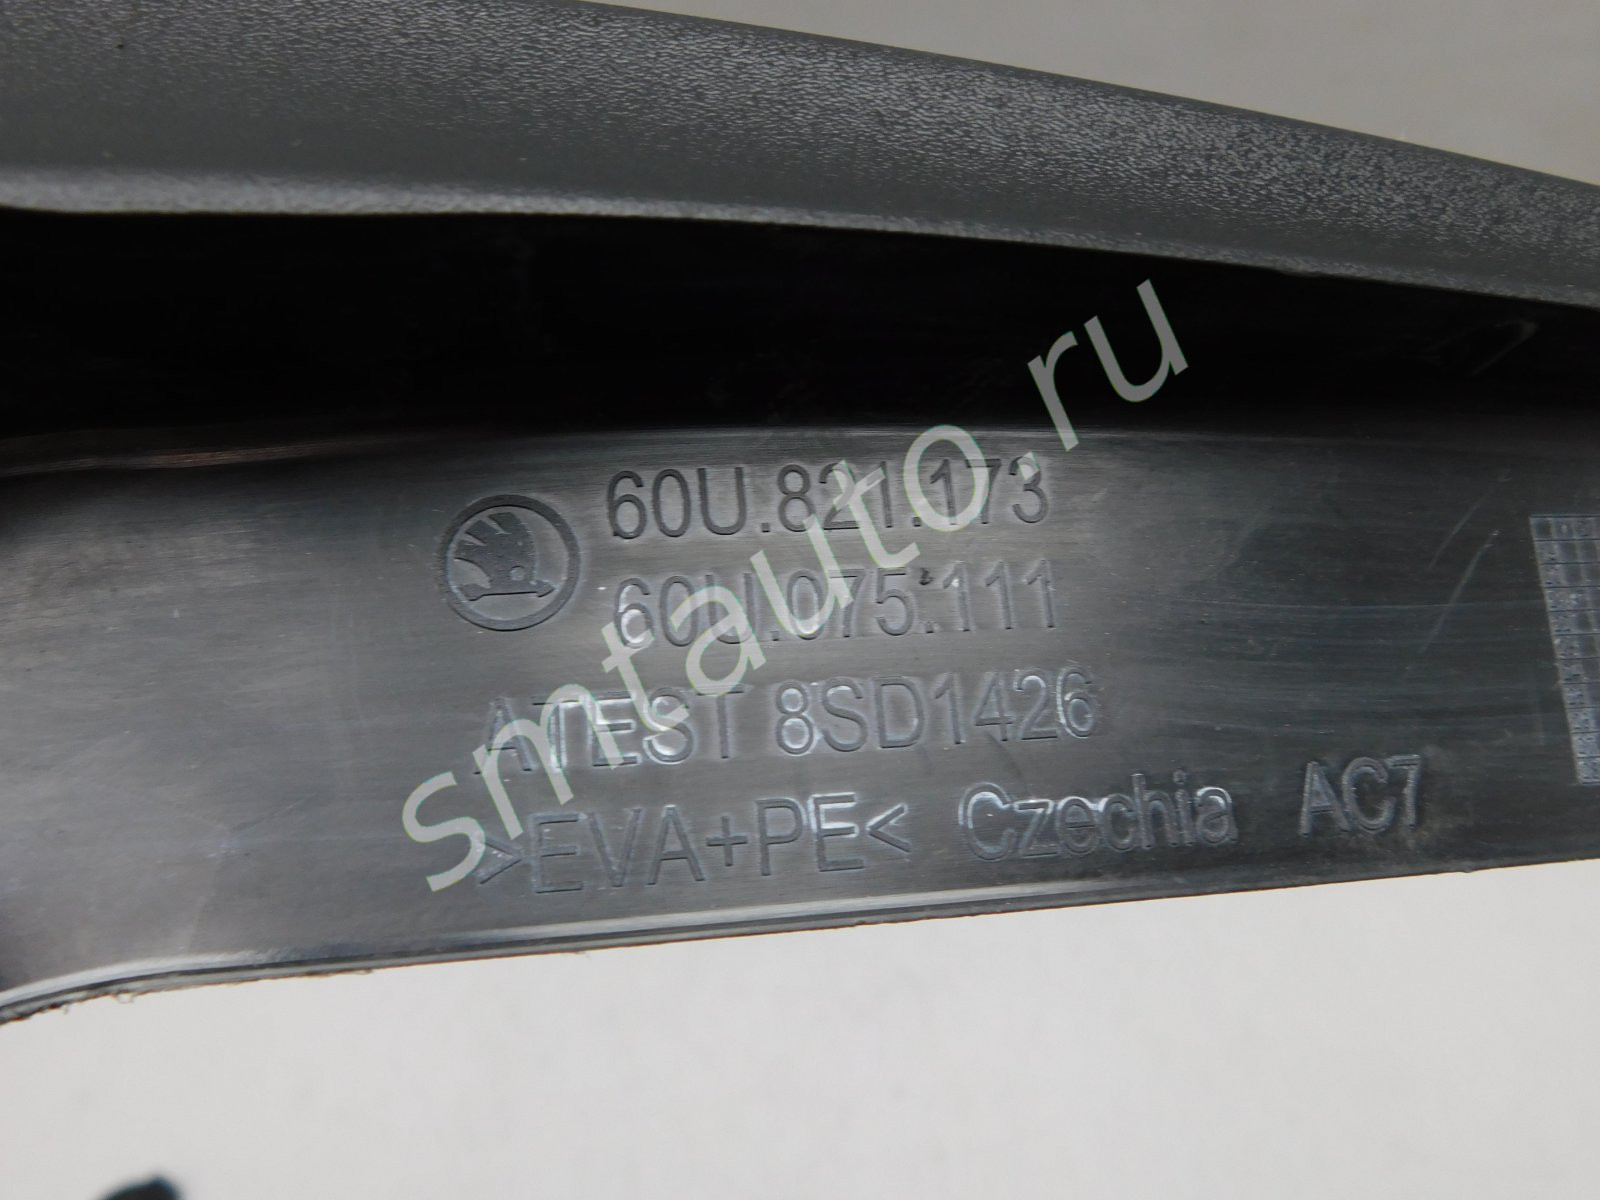 60U.821.173
60U.075.111
ATEST 8SD1426
>EVA+PE< Czechia AC7
smtauto.ru